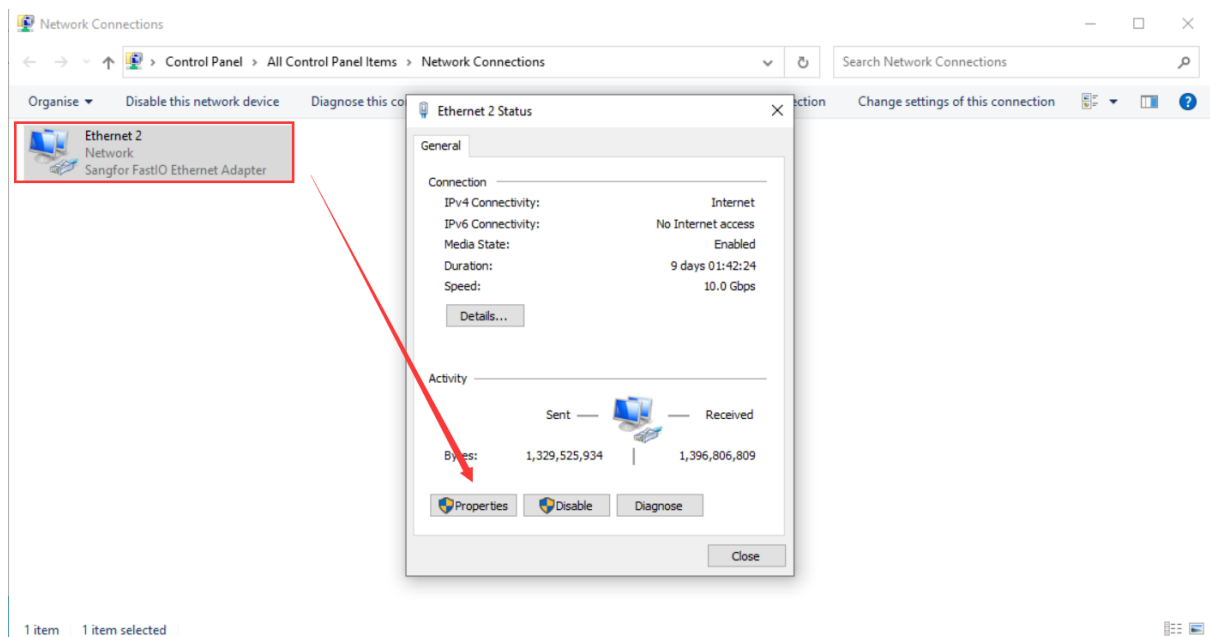 Network Connections
Control Panel > All Control Panel Items > Network Connections
Search Network Connections
Organise
Disable this network device
Diagnose this co
ction
Change settings of this connection
Ethernet 2
Network
Sangfor FastIO Ethernet Adapter
Ethernet 2 Status
General
Connection
IPv4 Connectivity: Internet
IPv6 Connectivity: No Internet access
Media State: Enabled
Duration: 9 days 01:42:24
Speed: 10.0 Gbps
Details...
Activity
Sent — — Received
Bytes: 1,329,525,934 | 1,396,806,809
Properties Disable Diagnose
Close
1 item 1 item selected